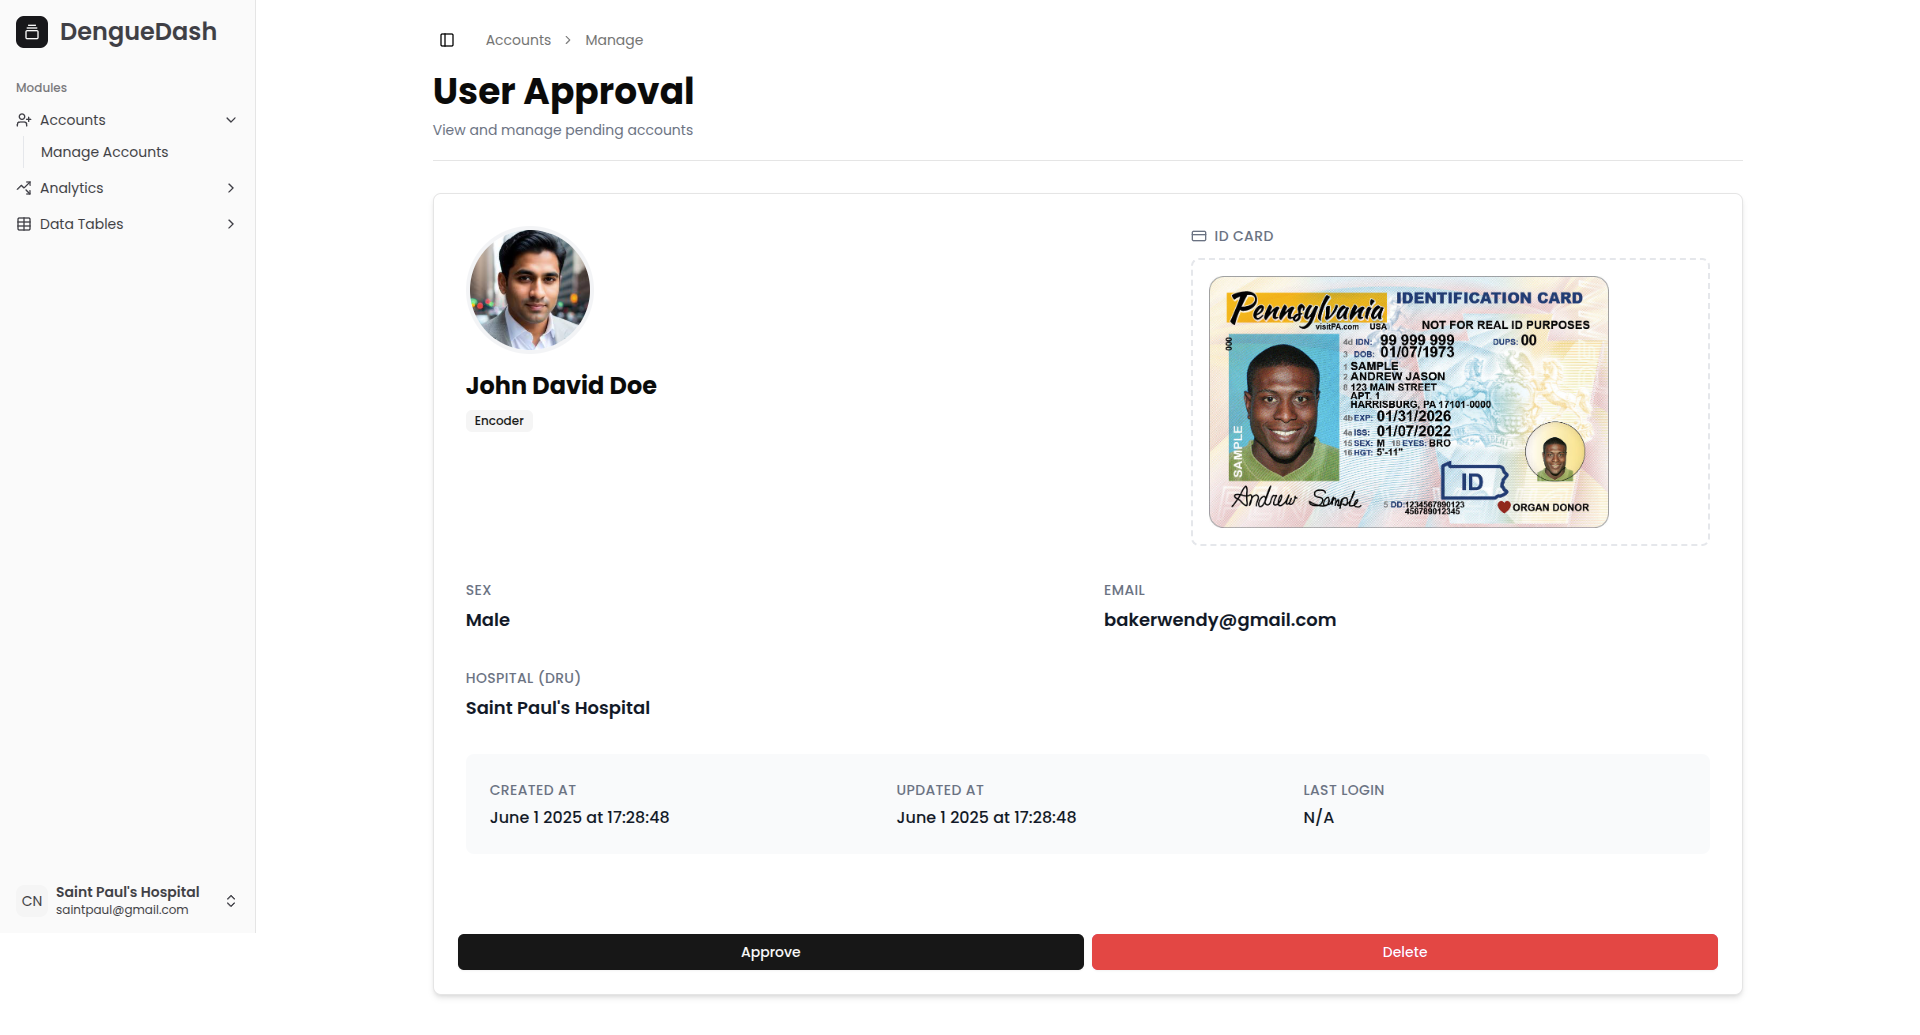 DengueDash
Modules
Accounts
Manage Accounts
Analytics
Data Tables
CN
Saint Paul's Hospital
saintpaul@gmail.com
Accounts > Manage
User Approval
View and manage pending accounts
John David Doe
Encoder
ID CARD
Pennsylvania
visitPA.com USA
IDENTIFICATION CARD
NOT FOR REAL ID PURPOSES
000
4d IDN: 99 999 999 DUPS: 00
3 DOB: 01/07/1973
1 SAMPLE
2 ANDREW JASON
8 123 MAIN STREET
APT. 1
HARRISBURG, PA 17101-0000
4b EXP: 01/31/2026
4a ISS: 01/07/2022
15 SEX: M 18 EYES: BRO
16 HGT: 5'-11"
SAMPLE
ID
Andrew Sample
5 DD:1234567890123
456789012345
ORGAN DONOR
SEX
Male
EMAIL
bakerwendy@gmail.com
HOSPITAL (DRU)
Saint Paul's Hospital
CREATED AT
June 1 2025 at 17:28:48
UPDATED AT
June 1 2025 at 17:28:48
LAST LOGIN
N/A
Approve
Delete